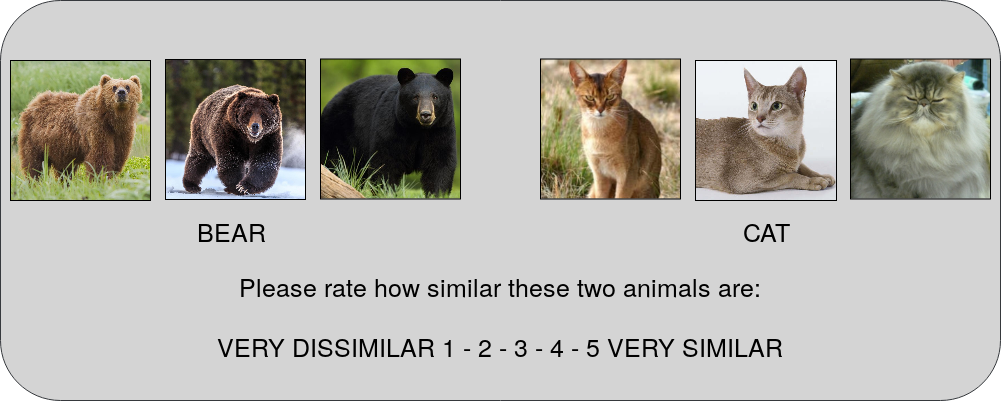 BEAR
CAT
Please rate how similar these two animals are:
VERY DISSIMILAR 1 - 2 - 3 - 4 - 5 VERY SIMILAR